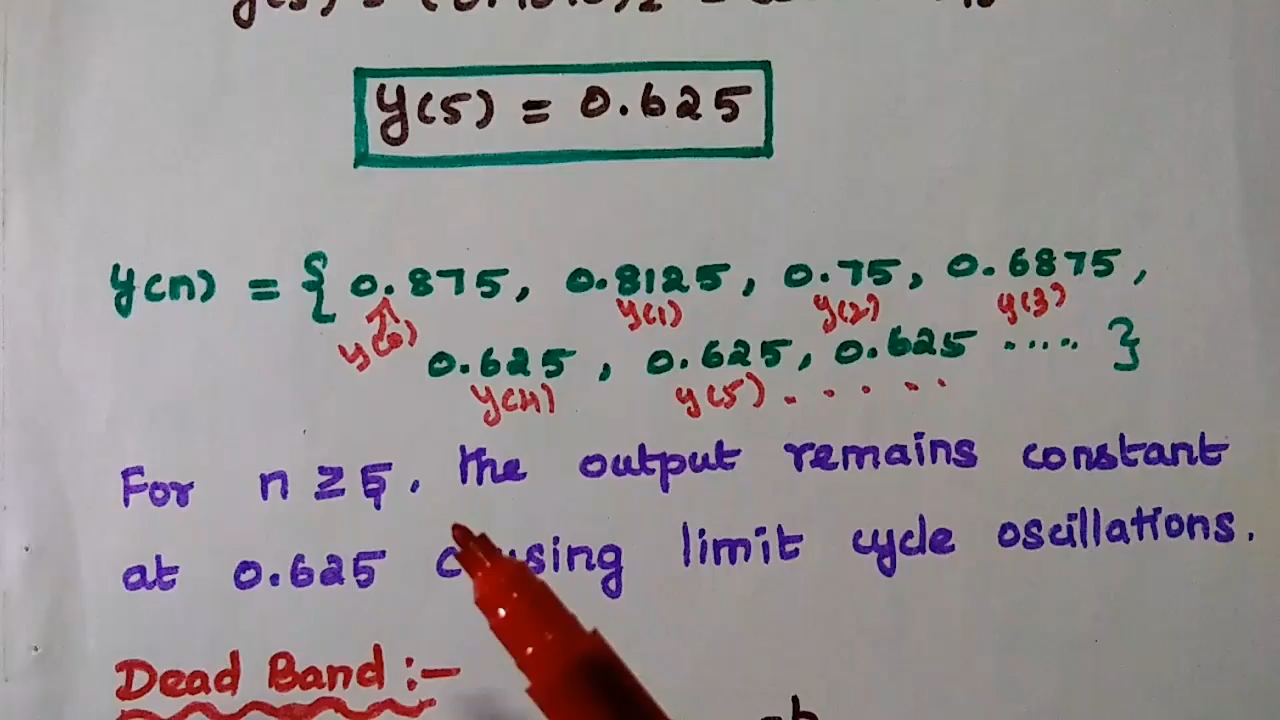 y(5) = 0.625
y(n) = { 0.875, 0.8125, 0.75, 0.6875,
y(0) y(1) y(2) y(3)
0.625, 0.625, 0.625 ..... }
y(4) y(5) . . . . .
For n ≥ 5, the output remains constant
at 0.625 causing limit cycle oscillations.
Dead Band :-